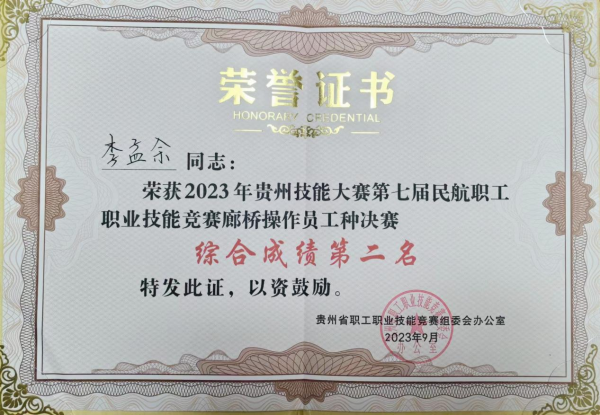 荣誉证书
HONORARY CREDENTIAL
李孟余 同志：
荣获2023年贵州技能大赛第七届民航职工
职业技能竞赛廊桥操作员工种决赛
综合成绩第二名
特发此证，以资鼓励。
贵州省职工职业技能竞赛组委会办公室
2023年9月